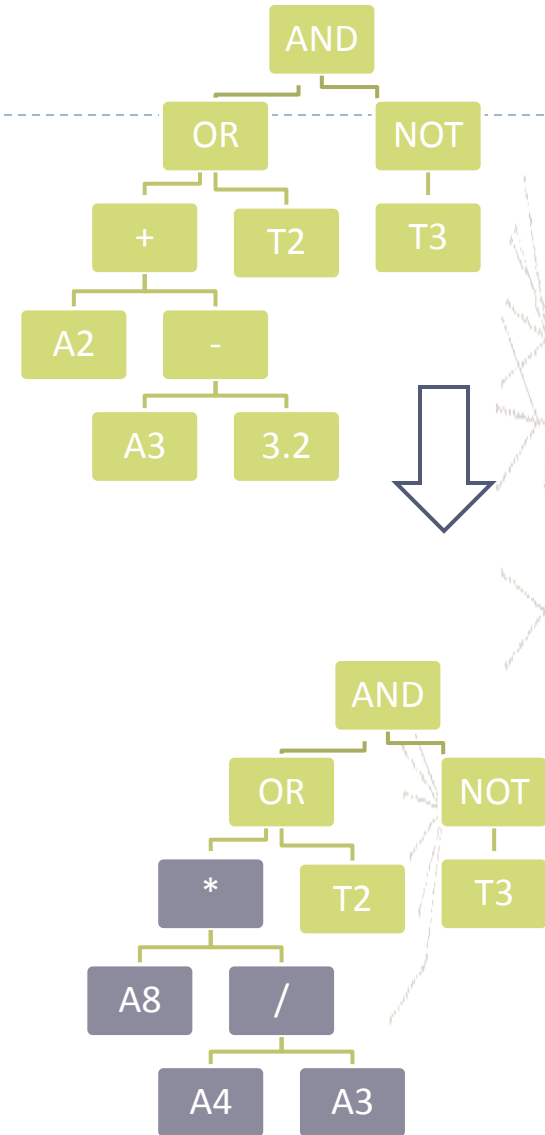 AND
OR NOT
+ T2 T3
A2 -
A3 3.2
AND
OR NOT
* T2 T3
A8 /
A4 A3